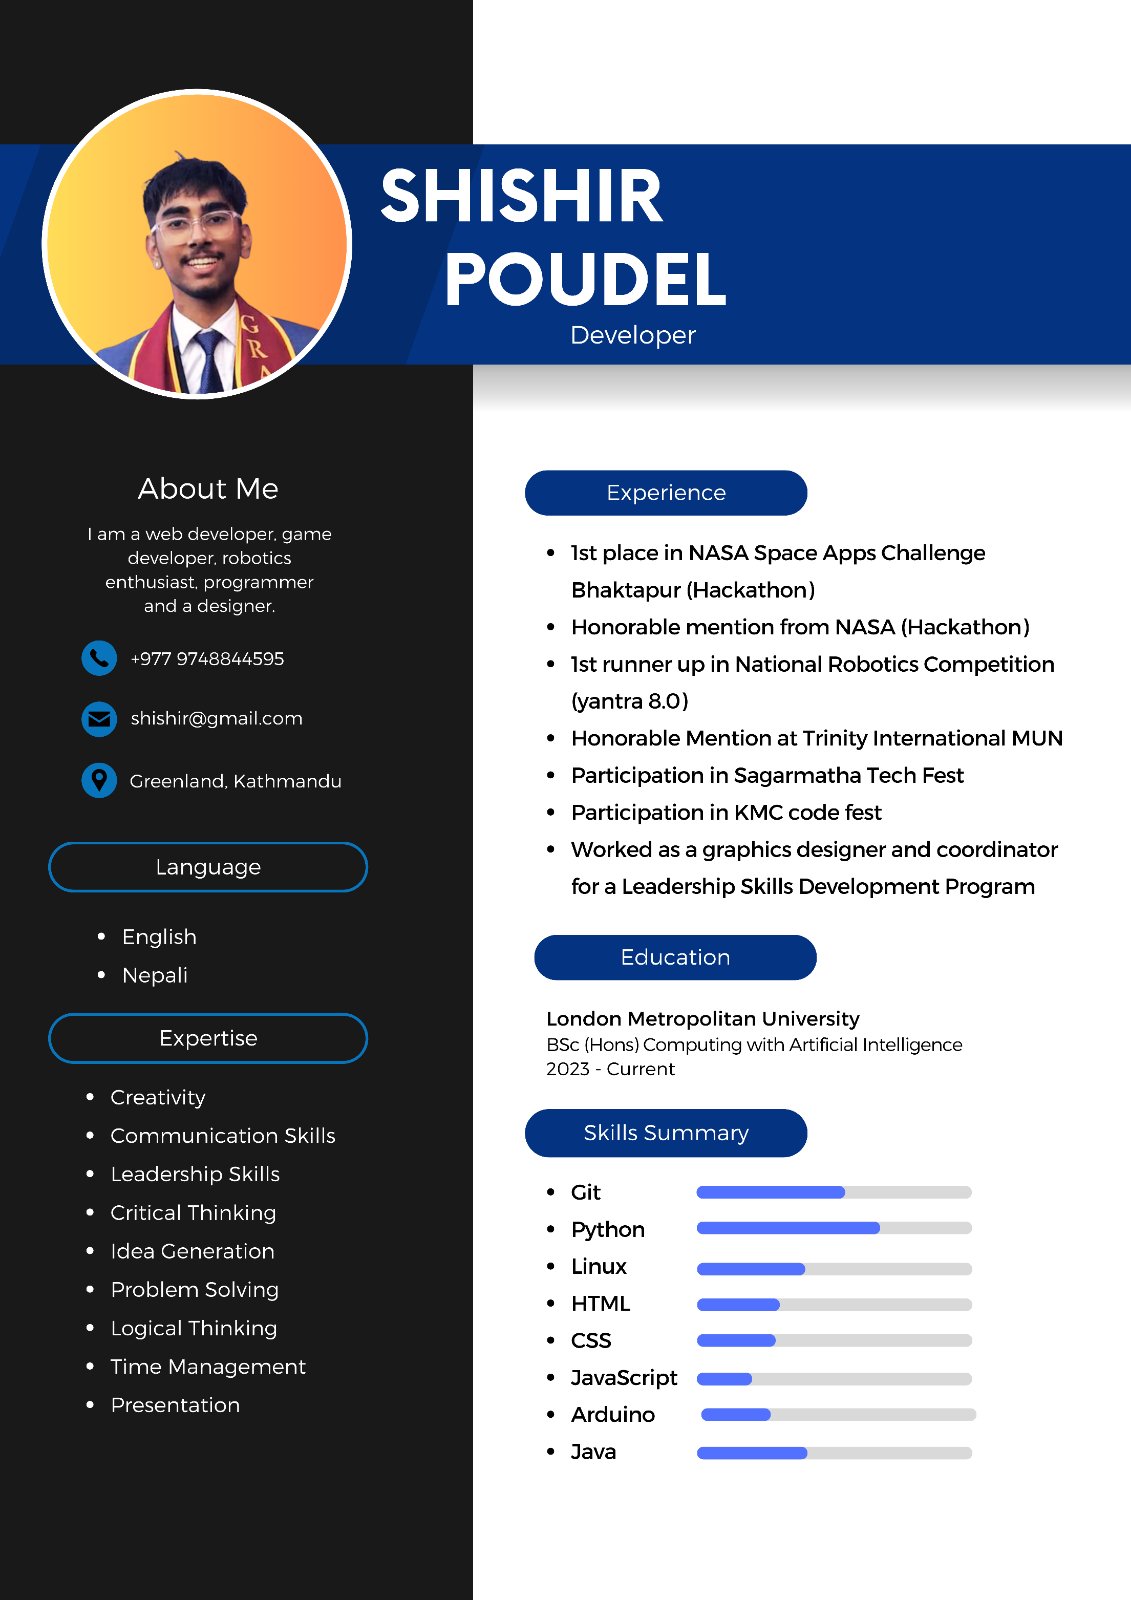 SHISHIR
POUDEL
Developer
GRA
About Me
I am a web developer, game
developer, robotics
enthusiast, programmer
and a designer.
+977 9748844595
shishir@gmail.com
Greenland, Kathmandu
Language
English
Nepali
Expertise
Creativity
Communication Skills
Leadership Skills
Critical Thinking
Idea Generation
Problem Solving
Logical Thinking
Time Management
Presentation
Experience
1st place in NASA Space Apps Challenge
Bhaktapur (Hackathon)
Honorable mention from NASA (Hackathon)
1st runner up in National Robotics Competition
(yantra 8.0)
Honorable Mention at Trinity International MUN
Participation in Sagarmatha Tech Fest
Participation in KMC code fest
Worked as a graphics designer and coordinator
for a Leadership Skills Development Program
Education
London Metropolitan University
BSc (Hons) Computing with Artificial Intelligence
2023 - Current
Skills Summary
Git
Python
Linux
HTML
CSS
JavaScript
Arduino
Java